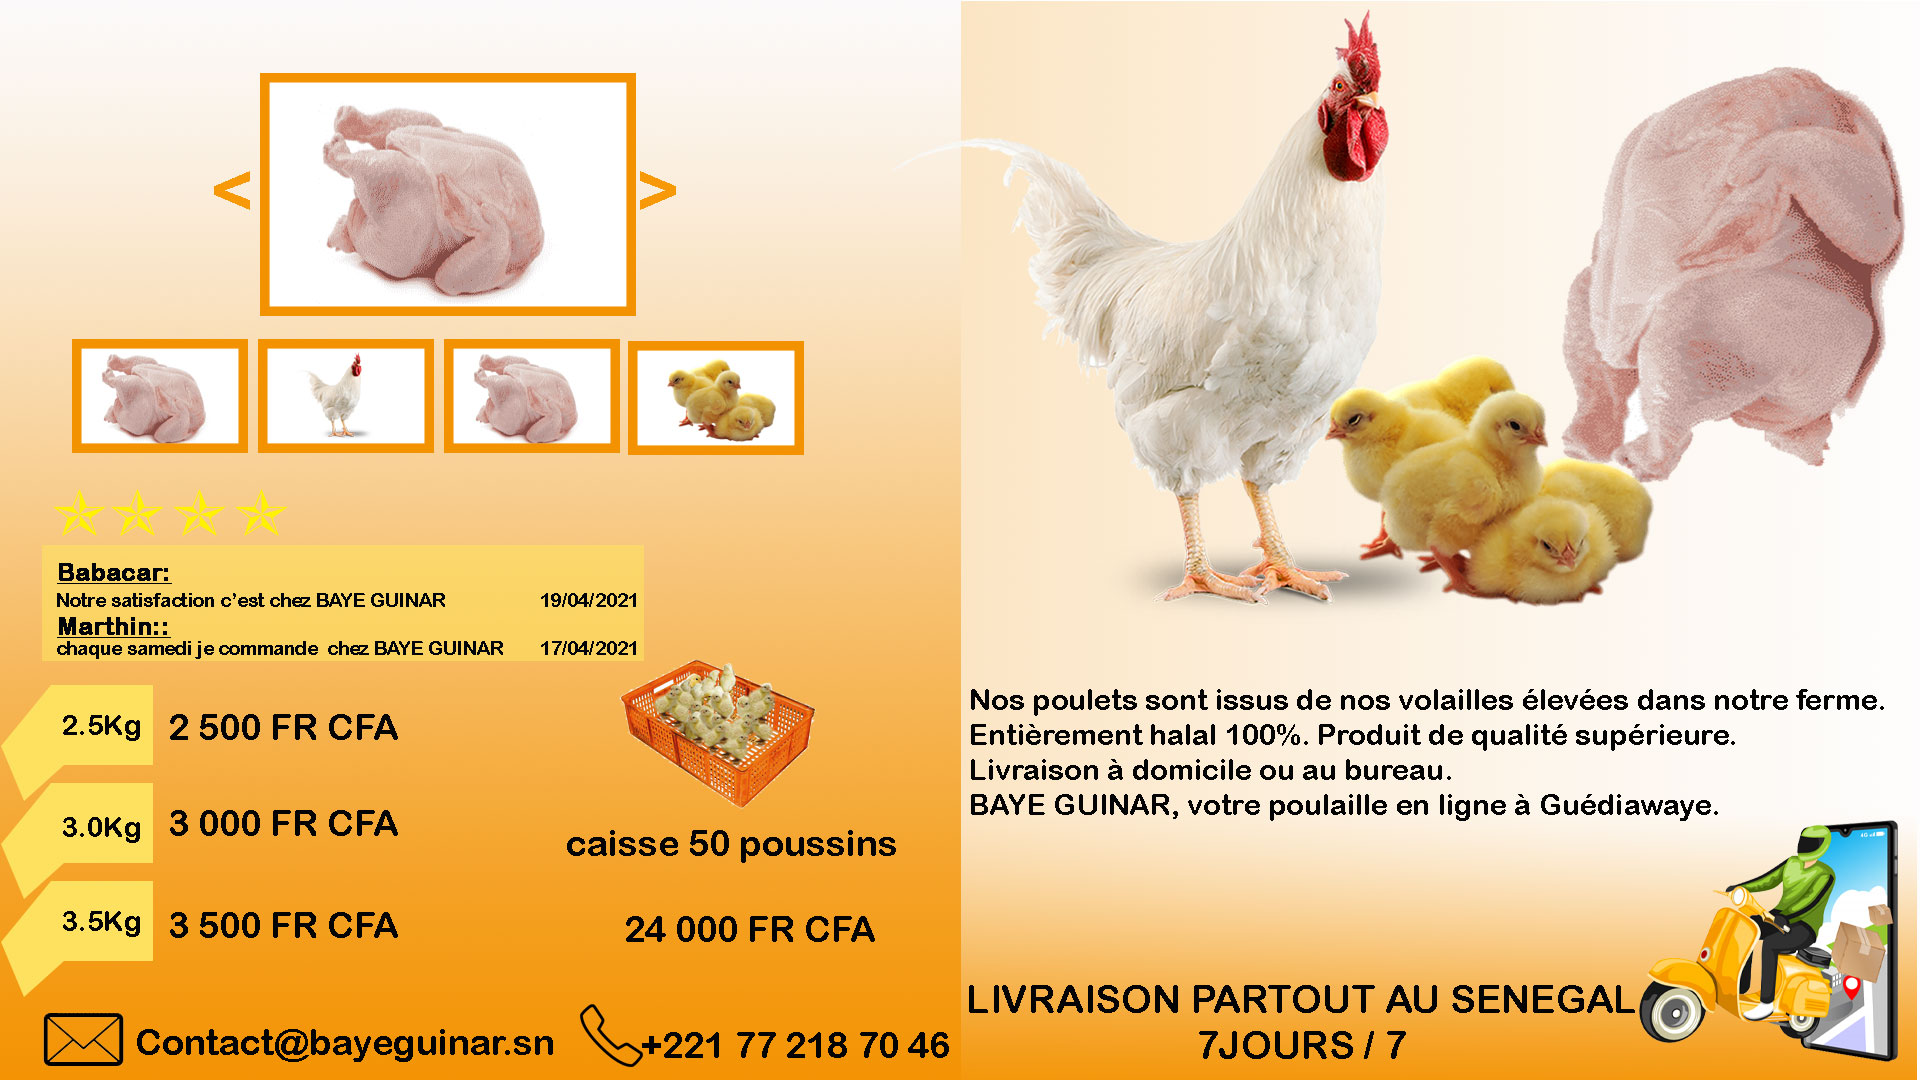 <
>
Babacar:
Notre satisfaction c’est chez BAYE GUINAR 19/04/2021
Marthin::
chaque samedi je commande chez BAYE GUINAR 17/04/2021
2.5Kg 2 500 FR CFA
3.0Kg 3 000 FR CFA
3.5Kg 3 500 FR CFA
caisse 50 poussins
24 000 FR CFA
Contact@bayeguinar.sn
+221 77 218 70 46
Nos poulets sont issus de nos volailles élevées dans notre ferme.
Entièrement halal 100%. Produit de qualité supérieure.
Livraison à domicile ou au bureau.
BAYE GUINAR, votre poulaille en ligne à Guédiawaye.
4G
LIVRAISON PARTOUT AU SENEGAL
7JOURS / 7